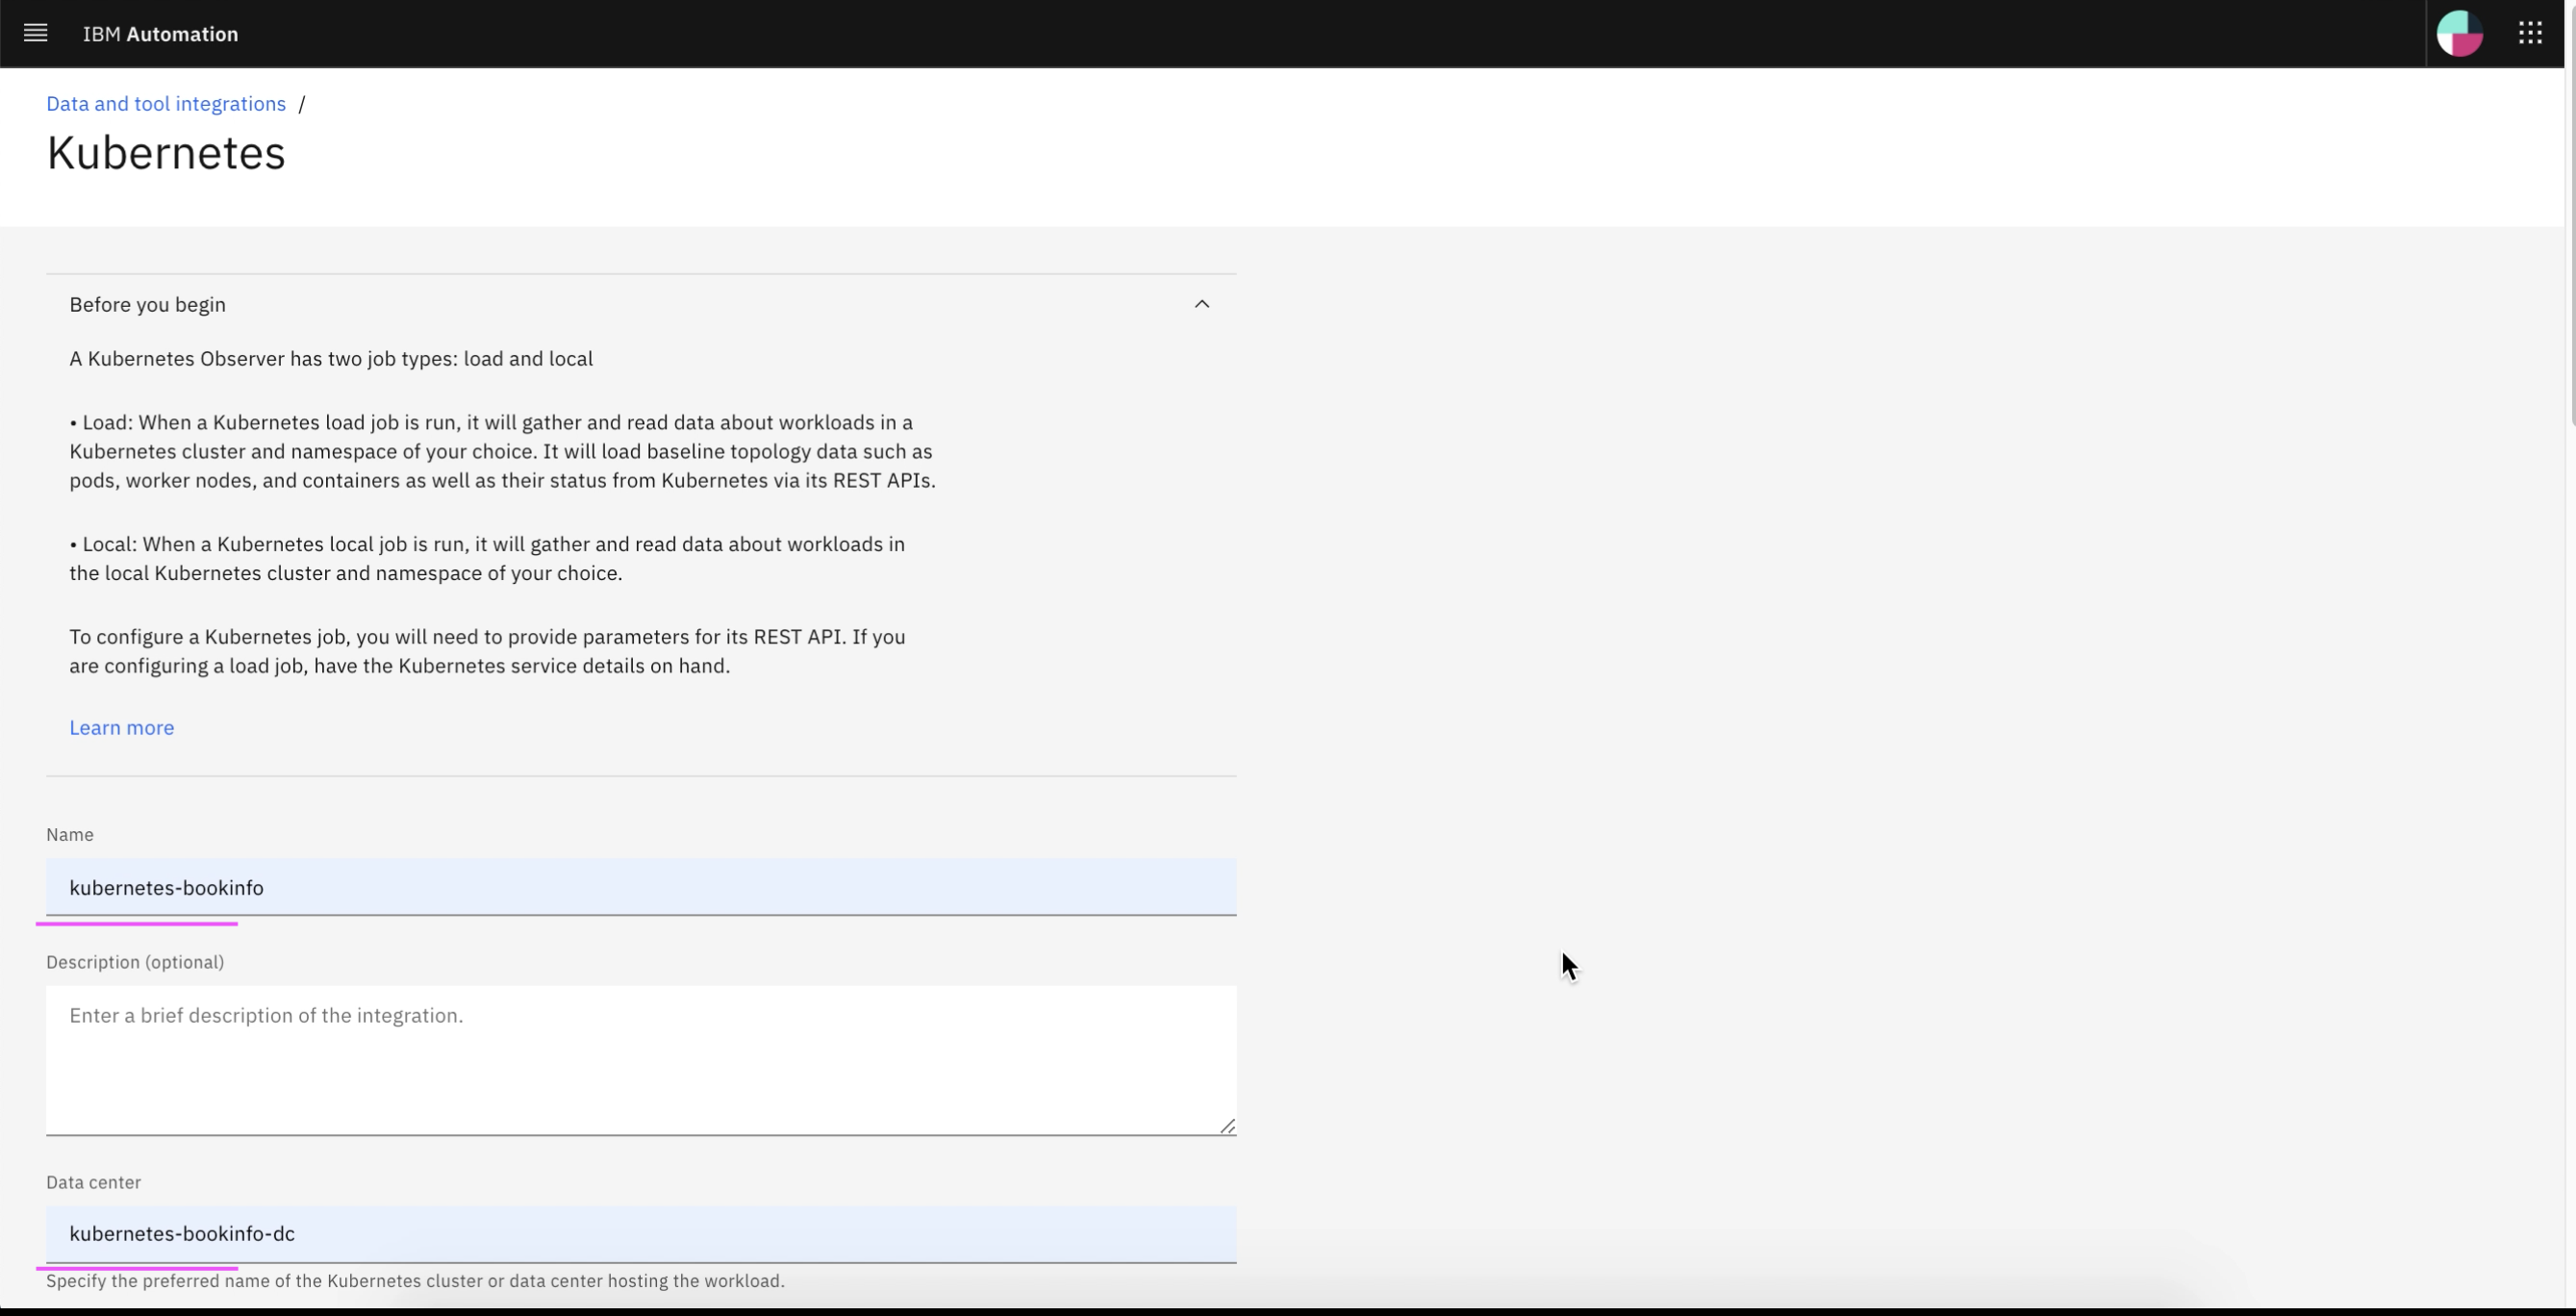 IBM Automation
Data and tool integrations /
Kubernetes
Before you begin
A Kubernetes Observer has two job types: load and local
• Load: When a Kubernetes load job is run, it will gather and read data about workloads in a
Kubernetes cluster and namespace of your choice. It will load baseline topology data such as
pods, worker nodes, and containers as well as their status from Kubernetes via its REST APIs.
• Local: When a Kubernetes local job is run, it will gather and read data about workloads in
the local Kubernetes cluster and namespace of your choice.
To configure a Kubernetes job, you will need to provide parameters for its REST API. If you
are configuring a load job, have the Kubernetes service details on hand.
Learn more
Name
kubernetes-bookinfo
Description (optional)
Enter a brief description of the integration.
Data center
kubernetes-bookinfo-dc
Specify the preferred name of the Kubernetes cluster or data center hosting the workload.